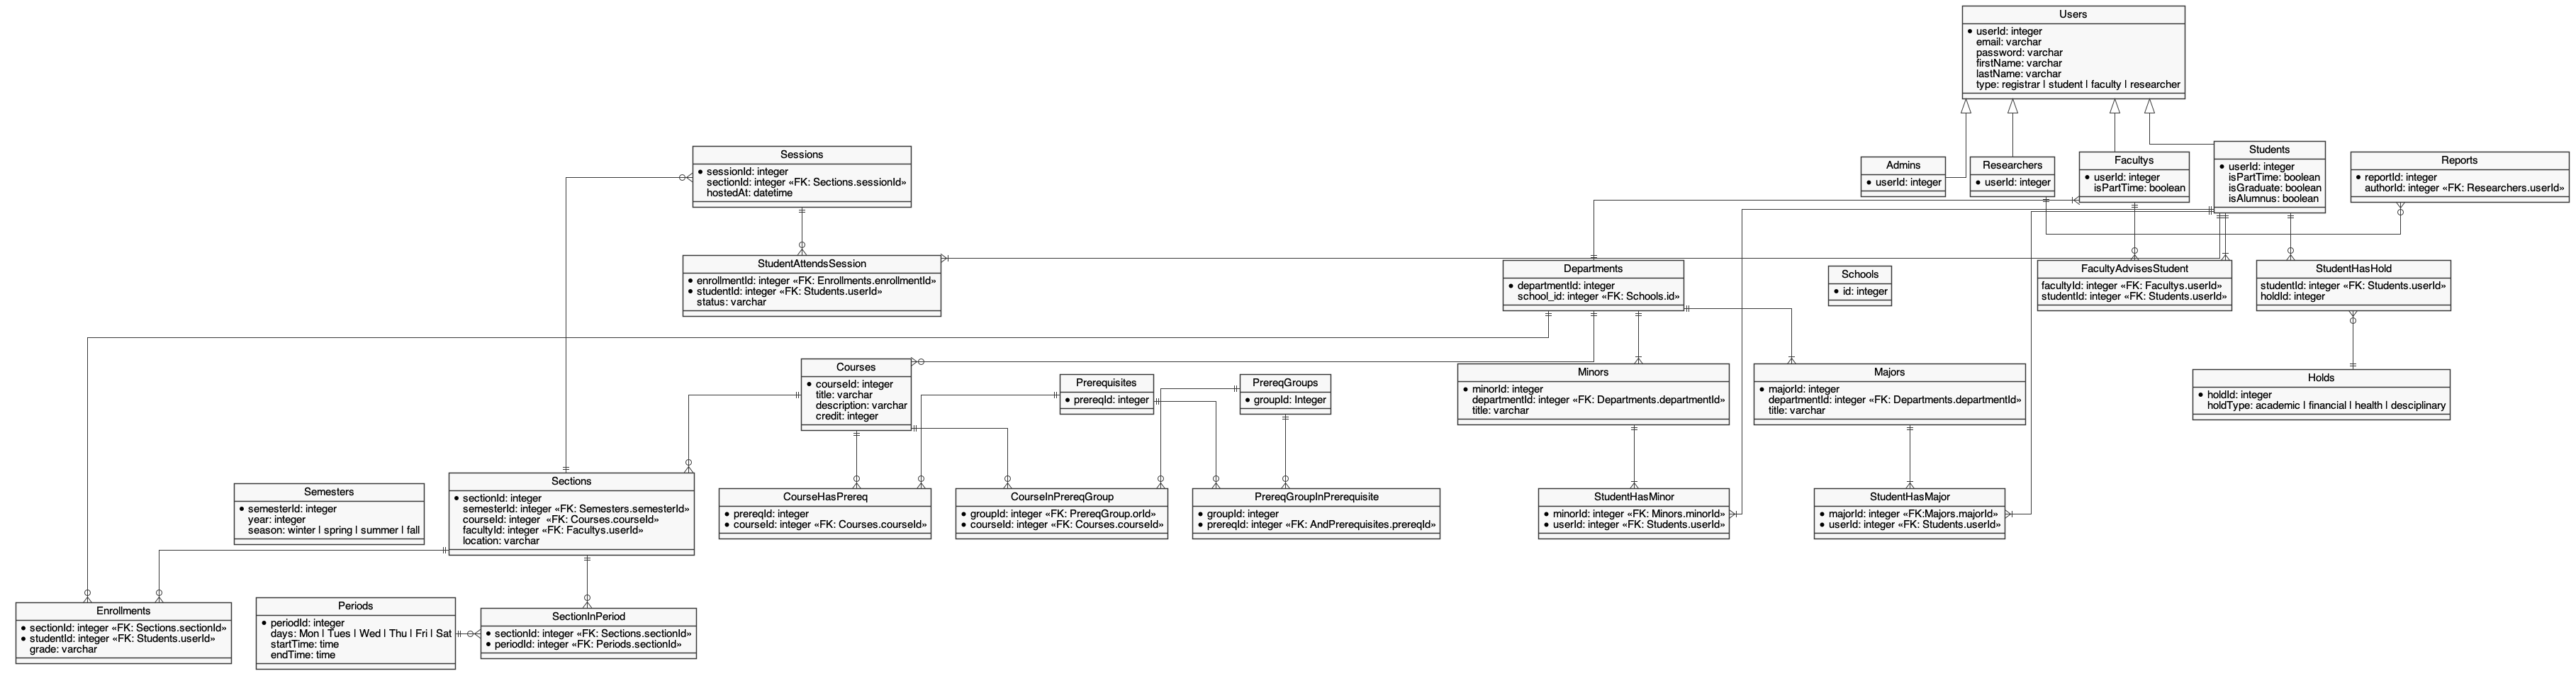 Users
userId: integer
email: varchar
password: varchar
firstName: varchar
lastName: varchar
type: registrar | student | faculty | researcher
Sessions
sessionId: integer
sectionId: integer «FK: Sections.sessionId»
hostedAt: datetime
Admins
userId: integer
Researchers
userId: integer
Facultys
userId: integer
isPartTime: boolean
Students
userId: integer
isPartTime: boolean
isGraduate: boolean
isAlumnus: boolean
Reports
reportId: integer
authorId: integer «FK: Researchers.userId»
StudentAttendsSession
enrollmentId: integer «FK: Enrollments.enrollmentId»
studentId: integer «FK: Students.userId»
status: varchar
Departments
departmentId: integer
school_id: integer «FK: Schools.id»
Schools
id: integer
FacultyAdvisesStudent
facultyId: integer «FK: Facultys.userId»
studentId: integer «FK: Students.userId»
StudentHasHold
studentId: integer «FK: Students.userId»
holdId: integer
Courses
courseId: integer
title: varchar
description: varchar
credit: integer
Prerequisites
prereqId: integer
PrereqGroups
groupId: Integer
Minors
minorId: integer
departmentId: integer «FK: Departments.departmentId»
title: varchar
Majors
majorId: integer
departmentId: integer «FK: Departments.departmentId»
title: varchar
Holds
holdId: integer
holdType: academic | financial | health | desciplinary
Semesters
semesterId: integer
year: integer
season: winter | spring | summer | fall
Sections
sectionId: integer
semesterId: integer «FK: Semesters.semesterId»
courseId: integer «FK: Courses.courseId»
facultyId: integer «FK: Facultys.userId»
location: varchar
CourseHasPrereq
prereqId: integer
courseId: integer «FK: Courses.courseId»
CourseInPrereqGroup
groupId: integer «FK: PrereqGroup.orId»
courseId: integer «FK: Courses.courseId»
PrereqGroupInPrerequisite
groupId: integer
prereqId: integer «FK: AndPrerequisites.prereqId»
StudentHasMinor
minorId: integer «FK: Minors.minorId»
userId: integer «FK: Students.userId»
StudentHasMajor
majorId: integer «FK:Majors.majorId»
userId: integer «FK: Students.userId»
Enrollments
sectionId: integer «FK: Sections.sectionId»
studentId: integer «FK: Students.userId»
grade: varchar
Periods
periodId: integer
days: Mon | Tues | Wed | Thu | Fri | Sat
startTime: time
endTime: time
SectionInPeriod
sectionId: integer «FK: Sections.sectionId»
periodId: integer «FK: Periods.sectionId»